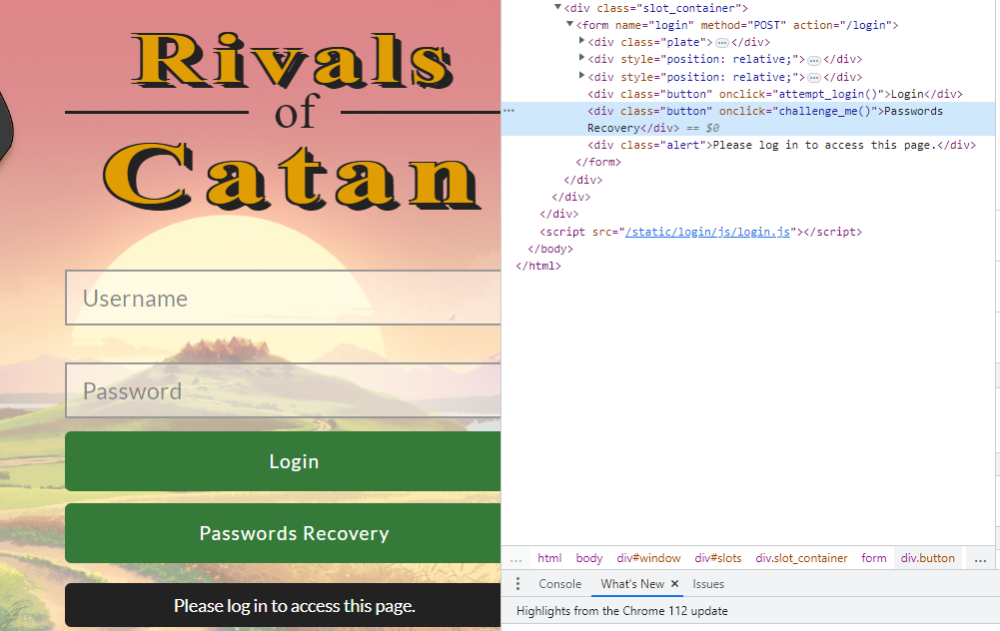 Rivals
of
Catan
Username
Password
Login
Passwords Recovery
Please log in to access this page.
▼<div class="slot_container">
▼<form name="login" method="POST" action="/login">
▶<div class="plate">…</div>
▶<div style="position: relative;">…</div>
▶<div style="position: relative;">…</div>
<div class="button" onclick="attempt_login()">Login</div>
…<div class="button" onclick="challenge_me()">Passwords
Recovery</div> == $0
<div class="alert">Please log in to access this page.</div>
</form>
</div>
</div>
</div>
<script src="/static/login/js/login.js"></script>
</body>
</html>
… html body div#window div#slots div.slot_container form div.button …
⋮ Console What's New × Issues
Highlights from the Chrome 112 update